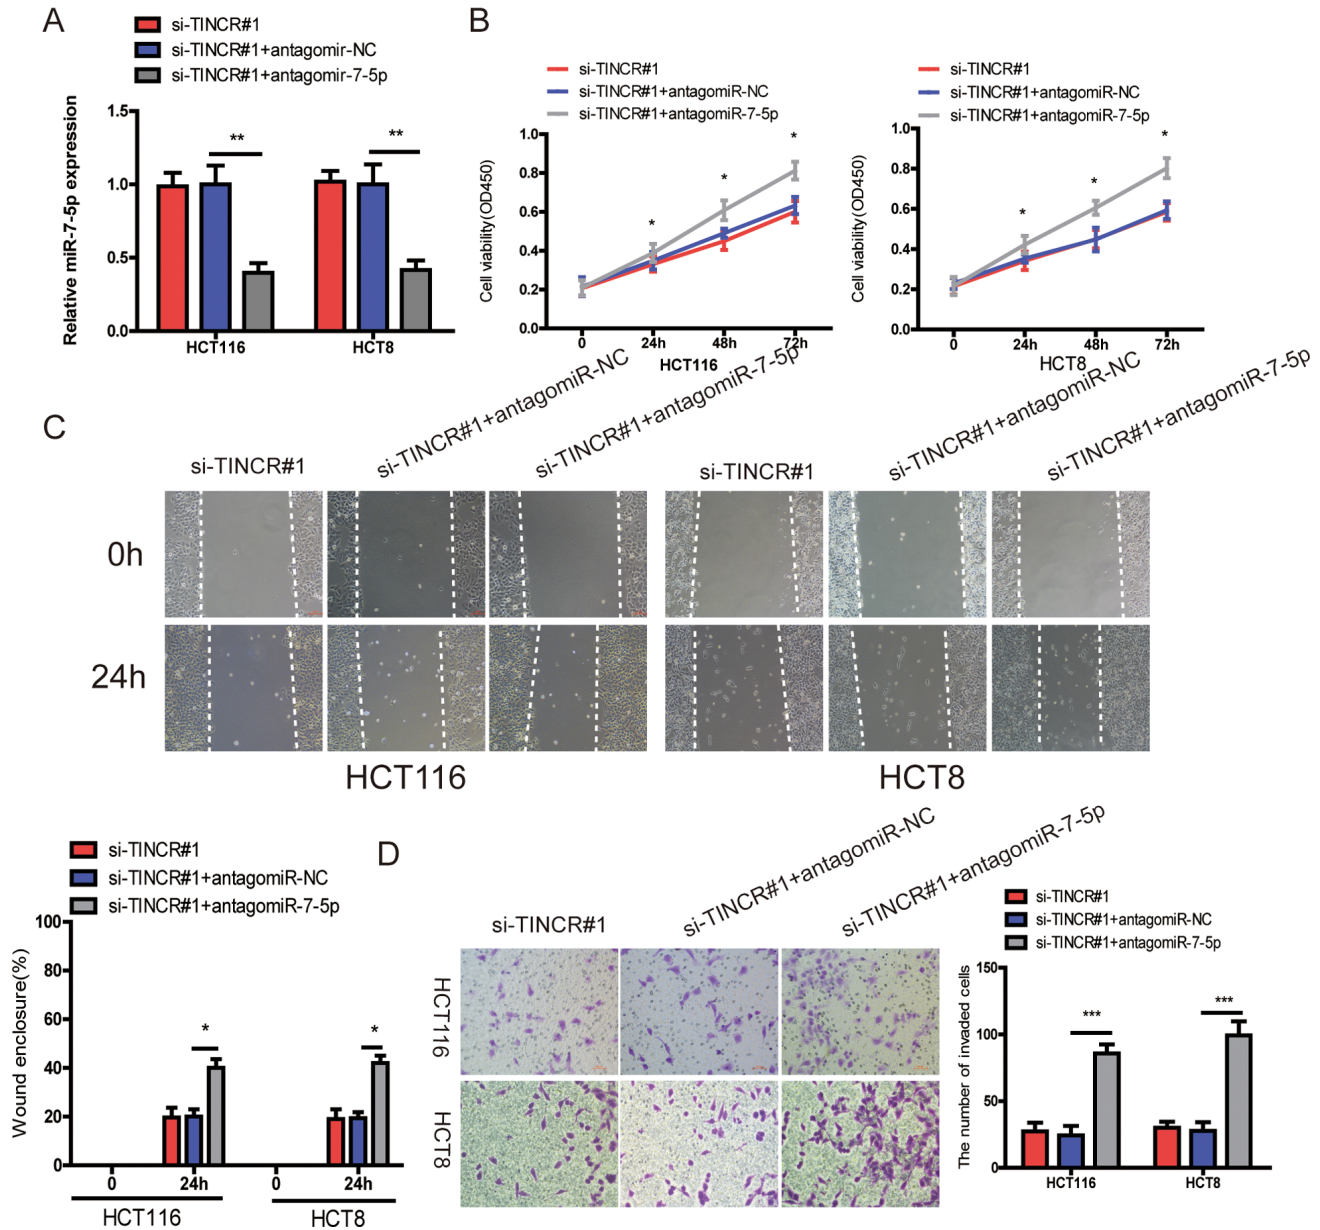 A
si-TINCR#1
si-TINCR#1+antagomir-NC
si-TINCR#1+antagomir-7-5p
Relative miR-7-5p expression
1.5
1.0
0.5
0.0
**
**
HCT116
HCT8
B
si-TINCR#1
si-TINCR#1+antagomiR-NC
si-TINCR#1+antagomiR-7-5p
Cell viability(OD450)
1.0
0.8
0.6
0.4
0.2
0.0
*
*
*
0
24h
48h
72h
HCT116
si-TINCR#1
si-TINCR#1+antagomiR-NC
si-TINCR#1+antagomiR-7-5p
Cell viability(OD450)
1.0
0.8
0.6
0.4
0.2
0.0
*
*
*
0
24h
48h
72h
HCT8
C
si-TINCR#1
si-TINCR#1+antagomiR-NC
si-TINCR#1+antagomiR-7-5p
si-TINCR#1
si-TINCR#1+antagomiR-NC
si-TINCR#1+antagomiR-7-5p
0h
24h
HCT116
HCT8
si-TINCR#1
si-TINCR#1+antagomiR-NC
si-TINCR#1+antagomiR-7-5p
Wound enclosure(%)
100
80
60
40
20
0
*
*
0
24h
0
24h
HCT116
HCT8
D
si-TINCR#1
si-TINCR#1+antagomiR-NC
si-TINCR#1+antagomiR-7-5p
HCT116
HCT8
si-TINCR#1
si-TINCR#1+antagomiR-NC
si-TINCR#1+antagomiR-7-5p
The number of invaded cells
150
100
50
0
***
***
HCT116
HCT8